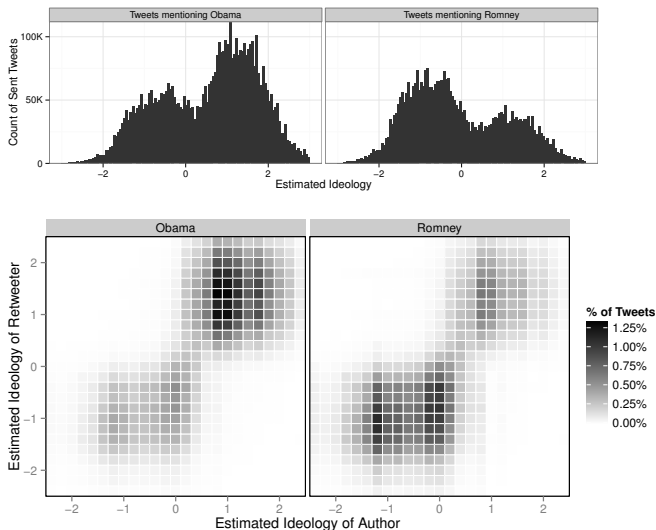 Tweets mentioning Obama
Tweets mentioning Romney
Count of Sent Tweets
100K
50K
0
−2
0
2
−2
0
2
Estimated Ideology
Obama
Romney
Estimated Ideology of Retweeter
2
1
0
−1
−2
−2
−1
0
1
2
−2
−1
0
1
2
Estimated Ideology of Author
% of Tweets
1.25%
1.00%
0.75%
0.50%
0.25%
0.00%